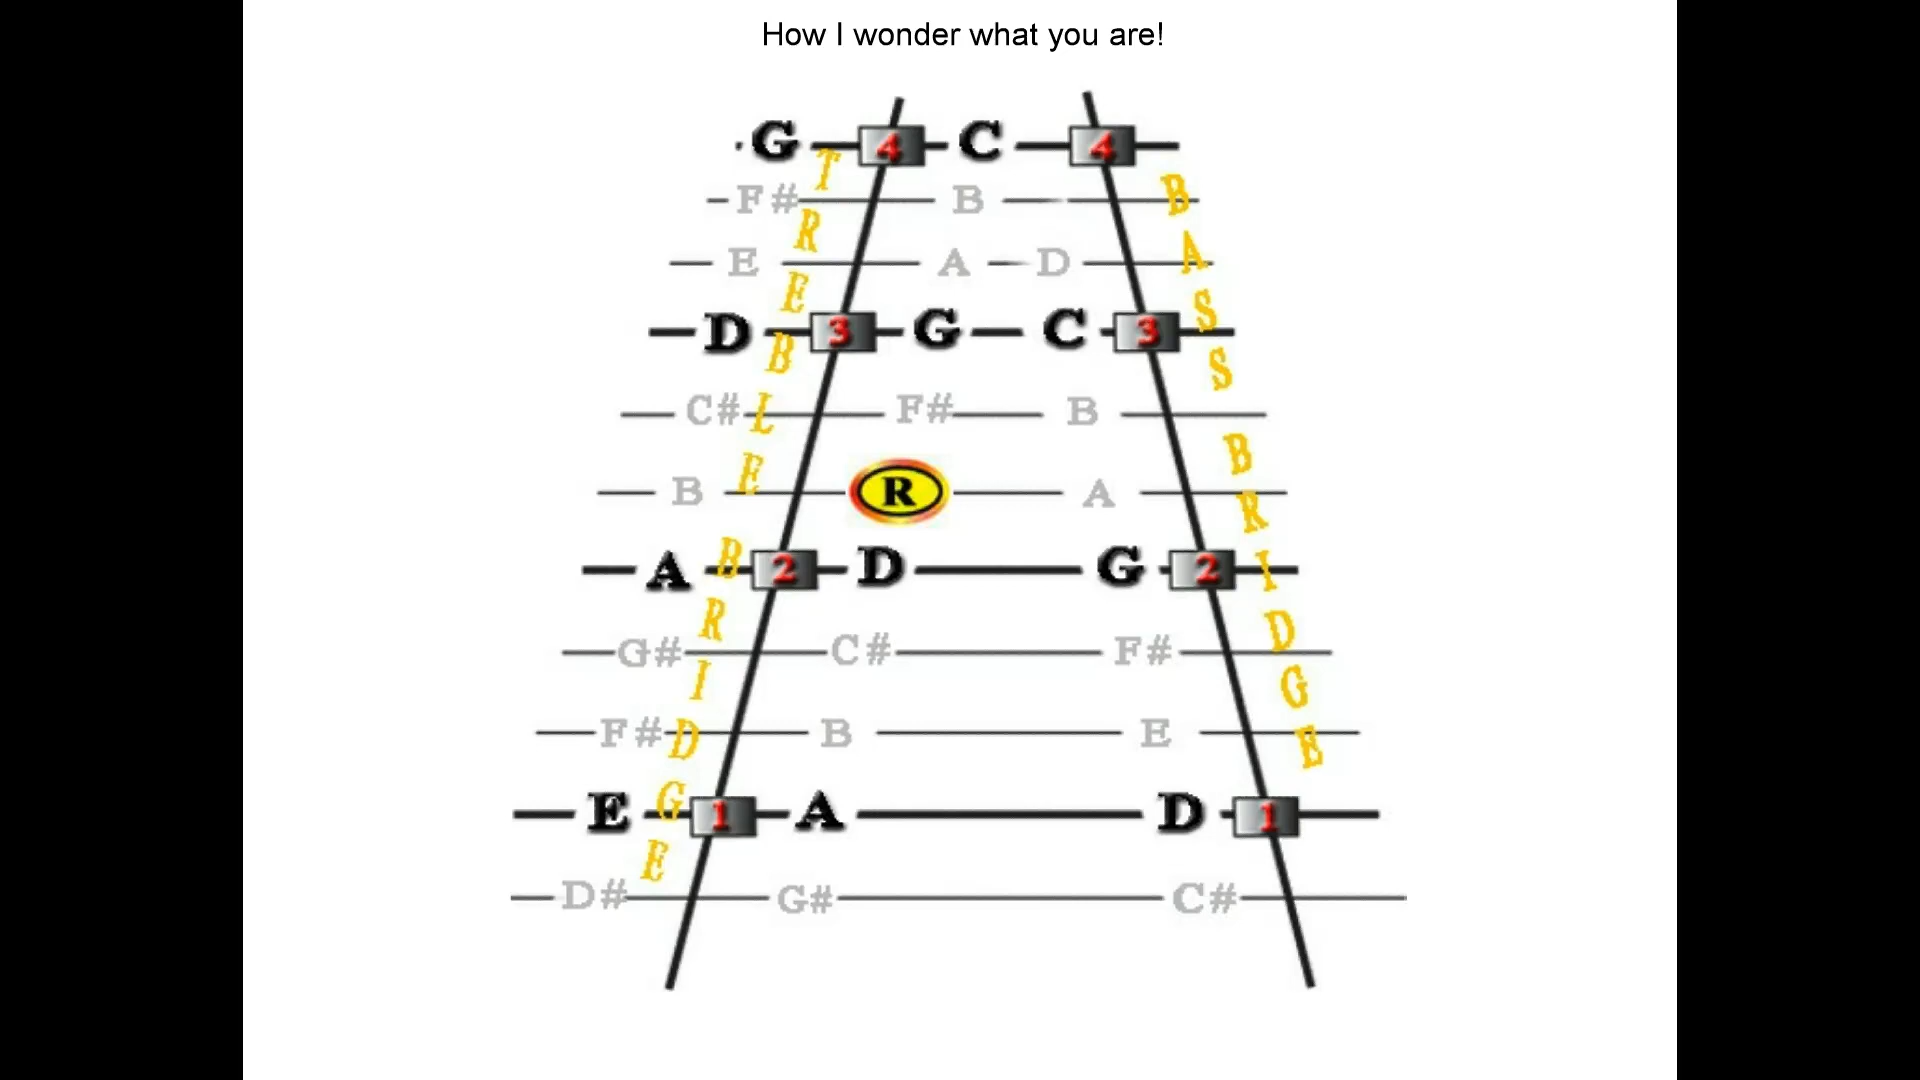 How I wonder what you are!
G 4 C 4
F# B
E A D
D 3 G C 3
C# F# B
B R A
A 2 D G 2
G# C# F#
F# B E
E 1 A D 1
D# G# C#
TREBLE BRIDGE
BASS BRIDGE